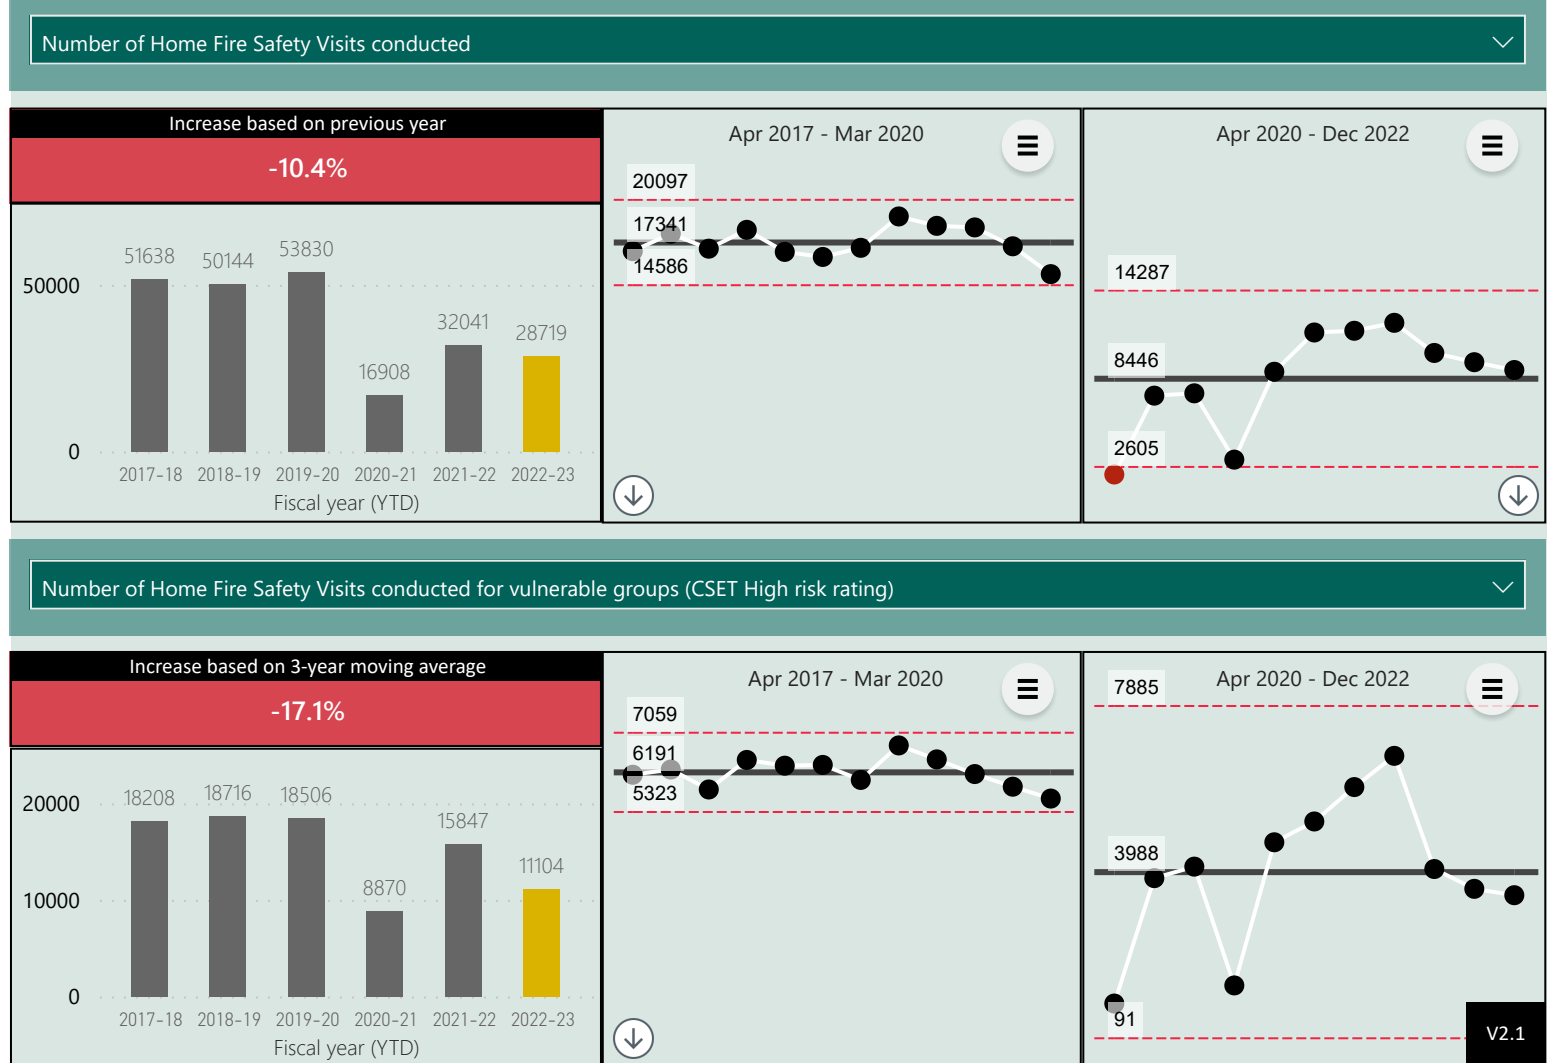 Number of Home Fire Safety Visits conducted
Increase based on previous year
-10.4%
51638
50144
53830
16908
32041
28719
50000
0
2017-18 2018-19 2019-20 2020-21 2021-22 2022-23
Fiscal year (YTD)
Apr 2017 - Mar 2020
20097
17341
14586
Apr 2020 - Dec 2022
14287
8446
2605
Number of Home Fire Safety Visits conducted for vulnerable groups (CSET High risk rating)
Increase based on 3-year moving average
-17.1%
18208
18716
18506
8870
15847
11104
20000
10000
0
2017-18 2018-19 2019-20 2020-21 2021-22 2022-23
Fiscal year (YTD)
Apr 2017 - Mar 2020
7059
6191
5323
Apr 2020 - Dec 2022
7885
3988
91
V2.1